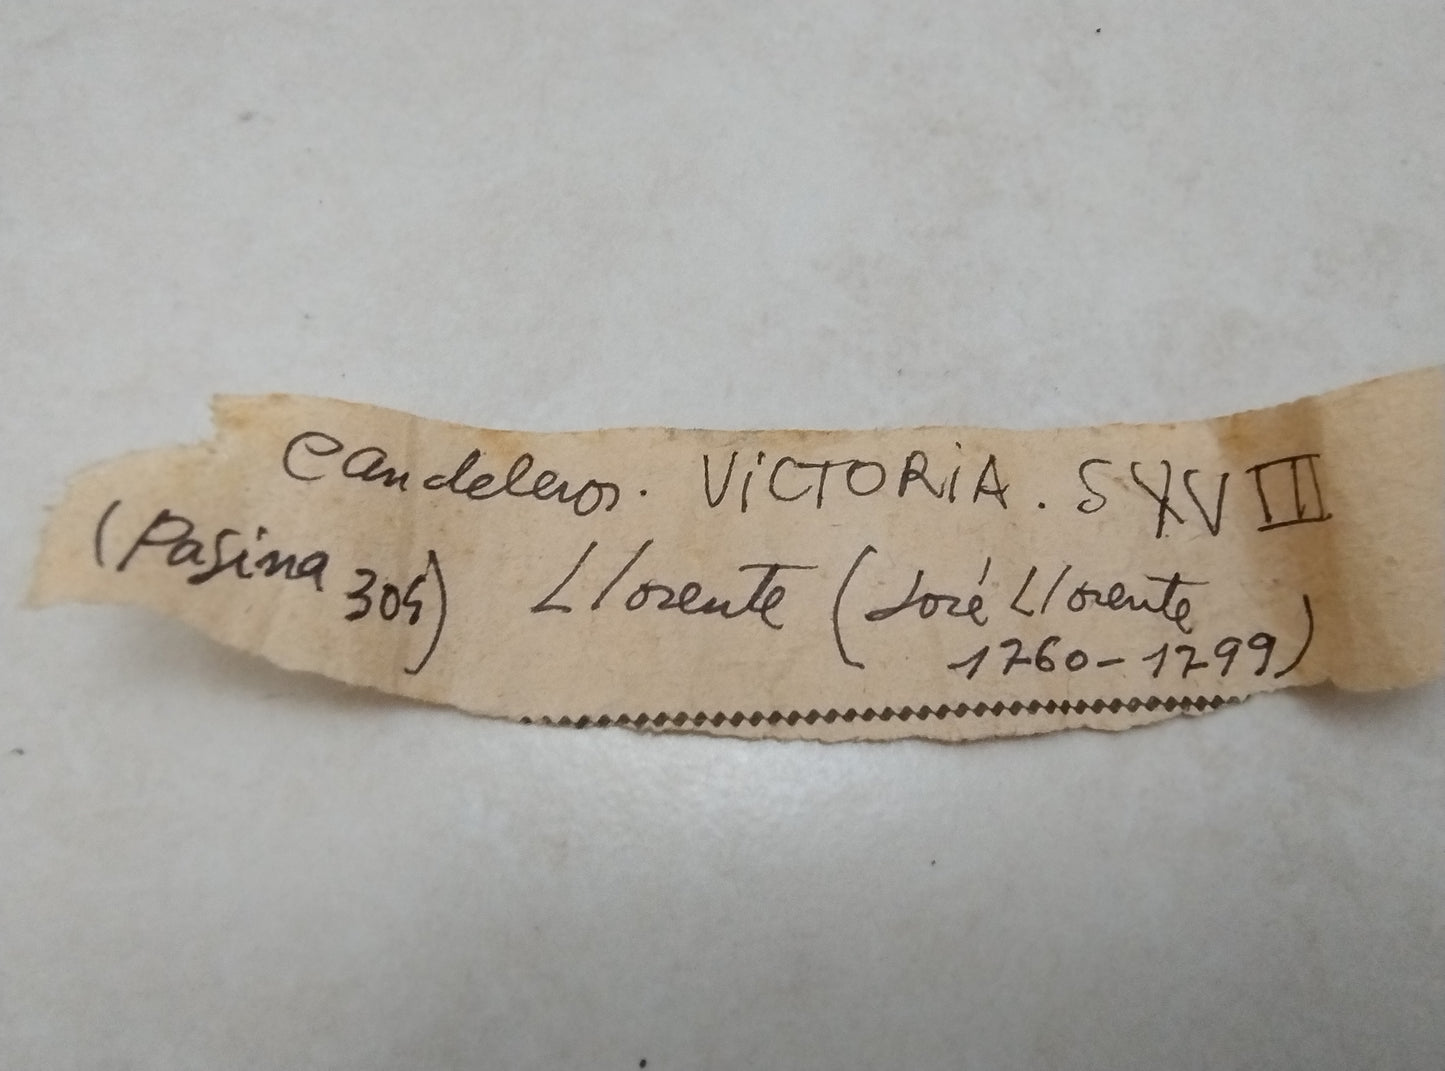 Candeleros. ViCTORiA. S XVIII
(Pagina 305) Llorente (José Llorente
1760-1799)